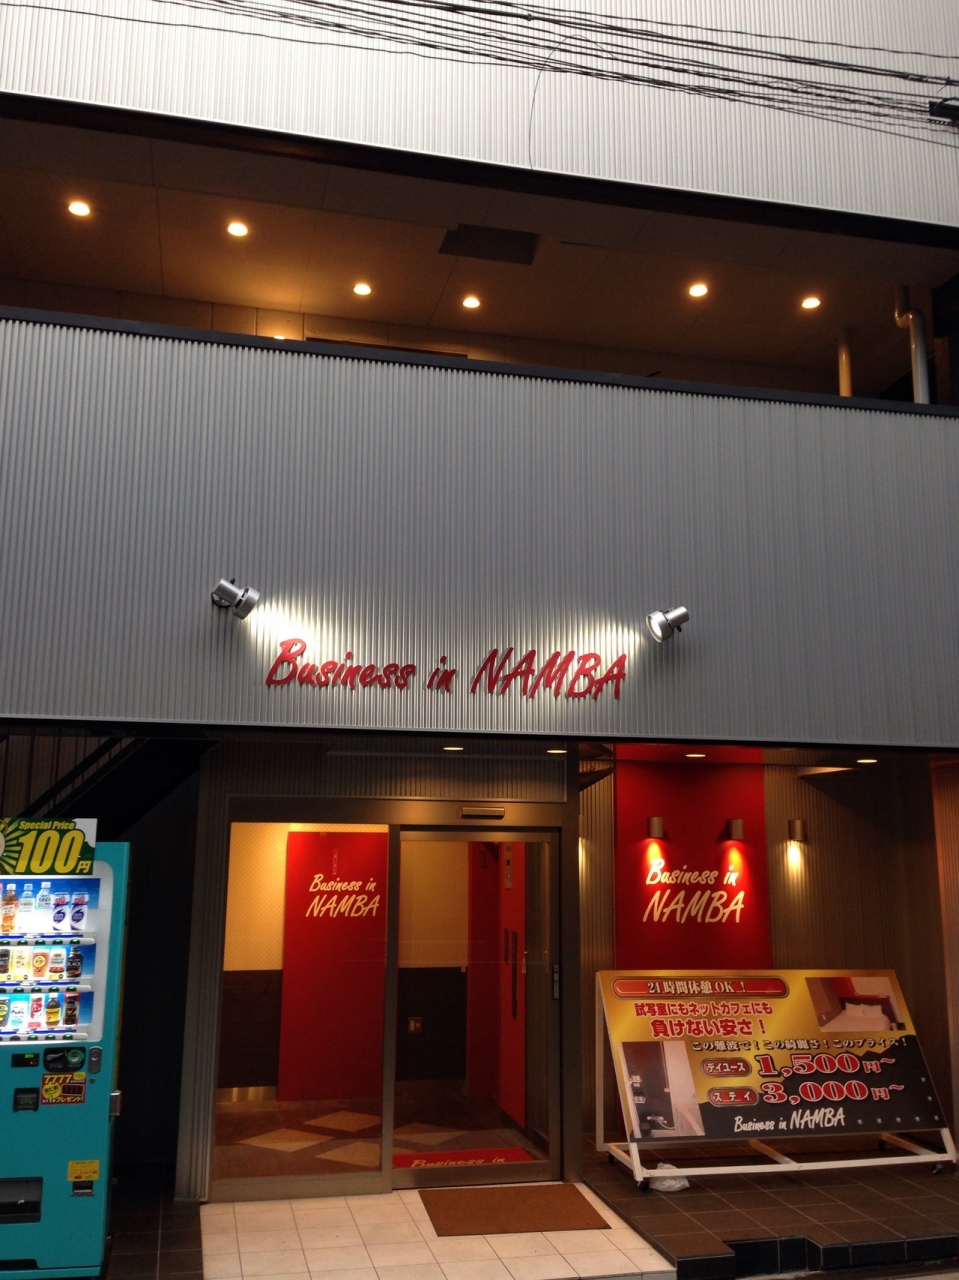 Business in NAMBA
Special Price
100円
Business in
NAMBA
Business in
NAMBA
24時間休憩OK!
試写室にもネットカフェにも
負けない安さ!
この難波で!この綺麗さ!このプライス!
デイユース 1,500円~
ステイ 3,000円~
Business in NAMBA
Business in